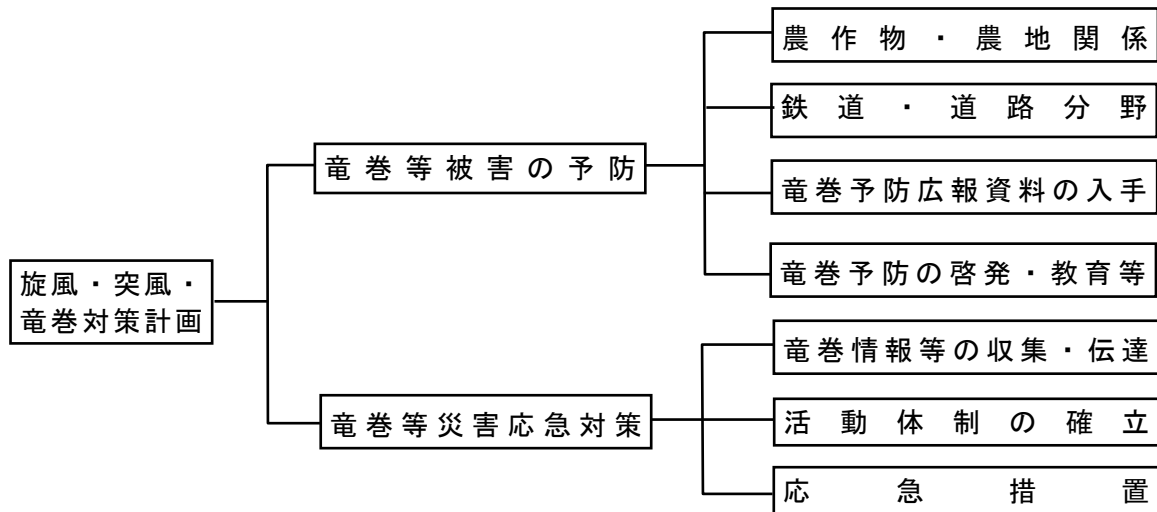 旋風・突風・
竜巻対策計画
竜巻等被害の予防
農作物・農地関係
鉄道・道路分野
竜巻予防広報資料の入手
竜巻予防の啓発・教育等
竜巻等災害応急対策
竜巻情報等の収集・伝達
活動体制の確立
応急措置